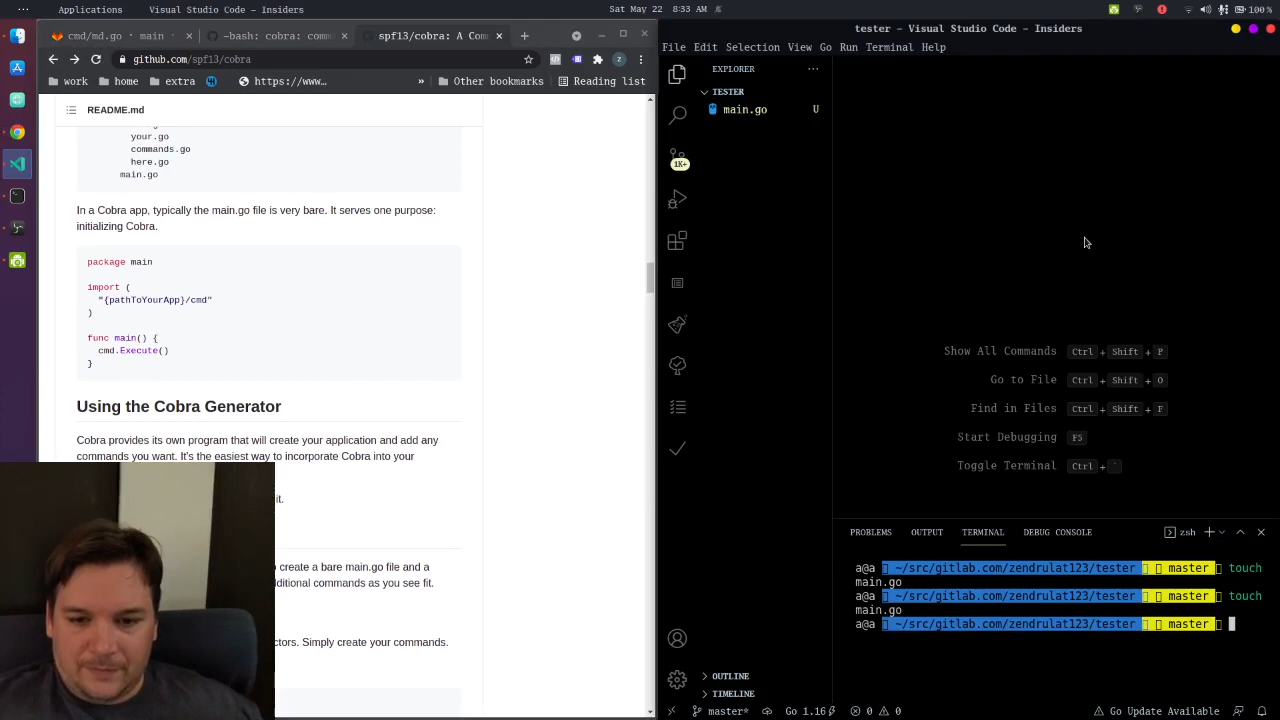 Applications
Visual Studio Code - Insiders
Sat May 22
8:33 AM
100 %
cmd/md.go · main ·
-bash: cobra: comm
spf13/cobra: A Com
github.com/spf13/cobra
work
home
extra
https://www...
»
Other bookmarks
Reading list
README.md
your.go
commands.go
here.go
main.go
In a Cobra app, typically the main.go file is very bare. It serves one purpose:
initializing Cobra.
package main
import (
"{pathToYourApp}/cmd"
)
func main() {
cmd.Execute()
}
Using the Cobra Generator
Cobra provides its own program that will create your application and add any
commands you want. It's the easiest way to incorporate Cobra into your
it.
create a bare main.go file and a
ditional commands as you see fit.
ctors. Simply create your commands.
tester - Visual Studio Code - Insiders
File Edit Selection View Go Run Terminal Help
EXPLORER
TESTER
main.go U
1K+
Show All Commands Ctrl + Shift + P
Go to File Ctrl + Shift + O
Find in Files Ctrl + Shift + F
Start Debugging F5
Toggle Terminal Ctrl + `
PROBLEMS OUTPUT TERMINAL DEBUG CONSOLE
zsh
a@a ~/src/gitlab.com/zendrulat123/tester master touch
main.go
a@a ~/src/gitlab.com/zendrulat123/tester master touch
main.go
a@a ~/src/gitlab.com/zendrulat123/tester master
OUTLINE
TIMELINE
master* Go 1.16 0 0 Go Update Available